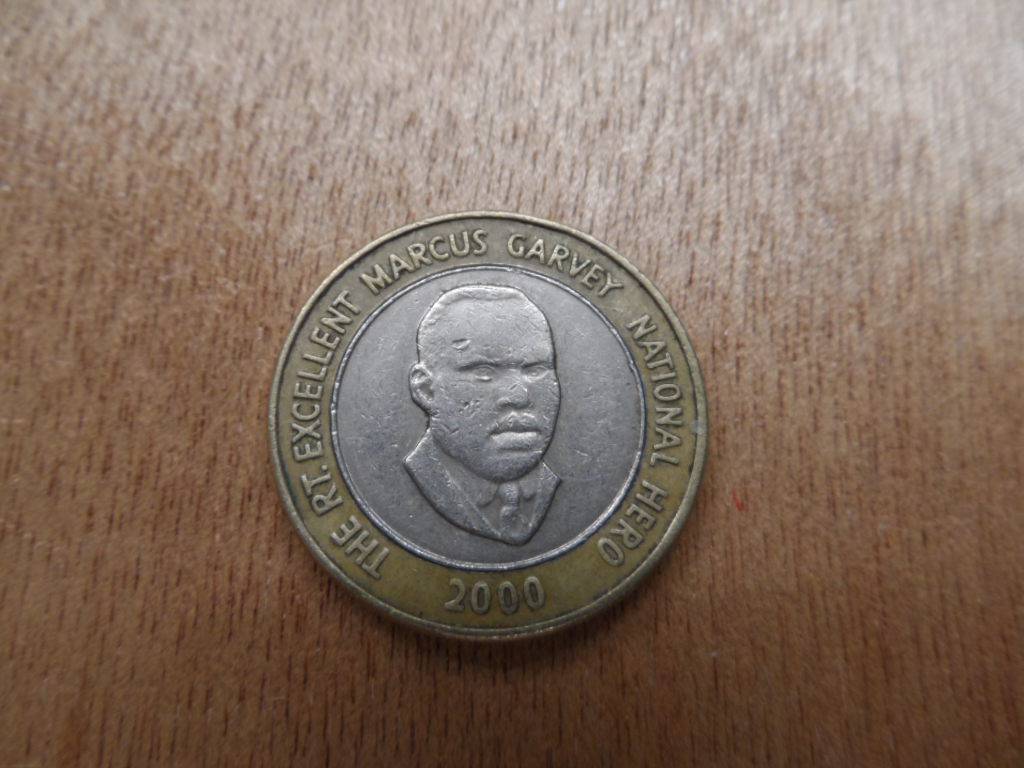 THE RT. EXCELLENT MARCUS GARVEY NATIONAL HERO
2000